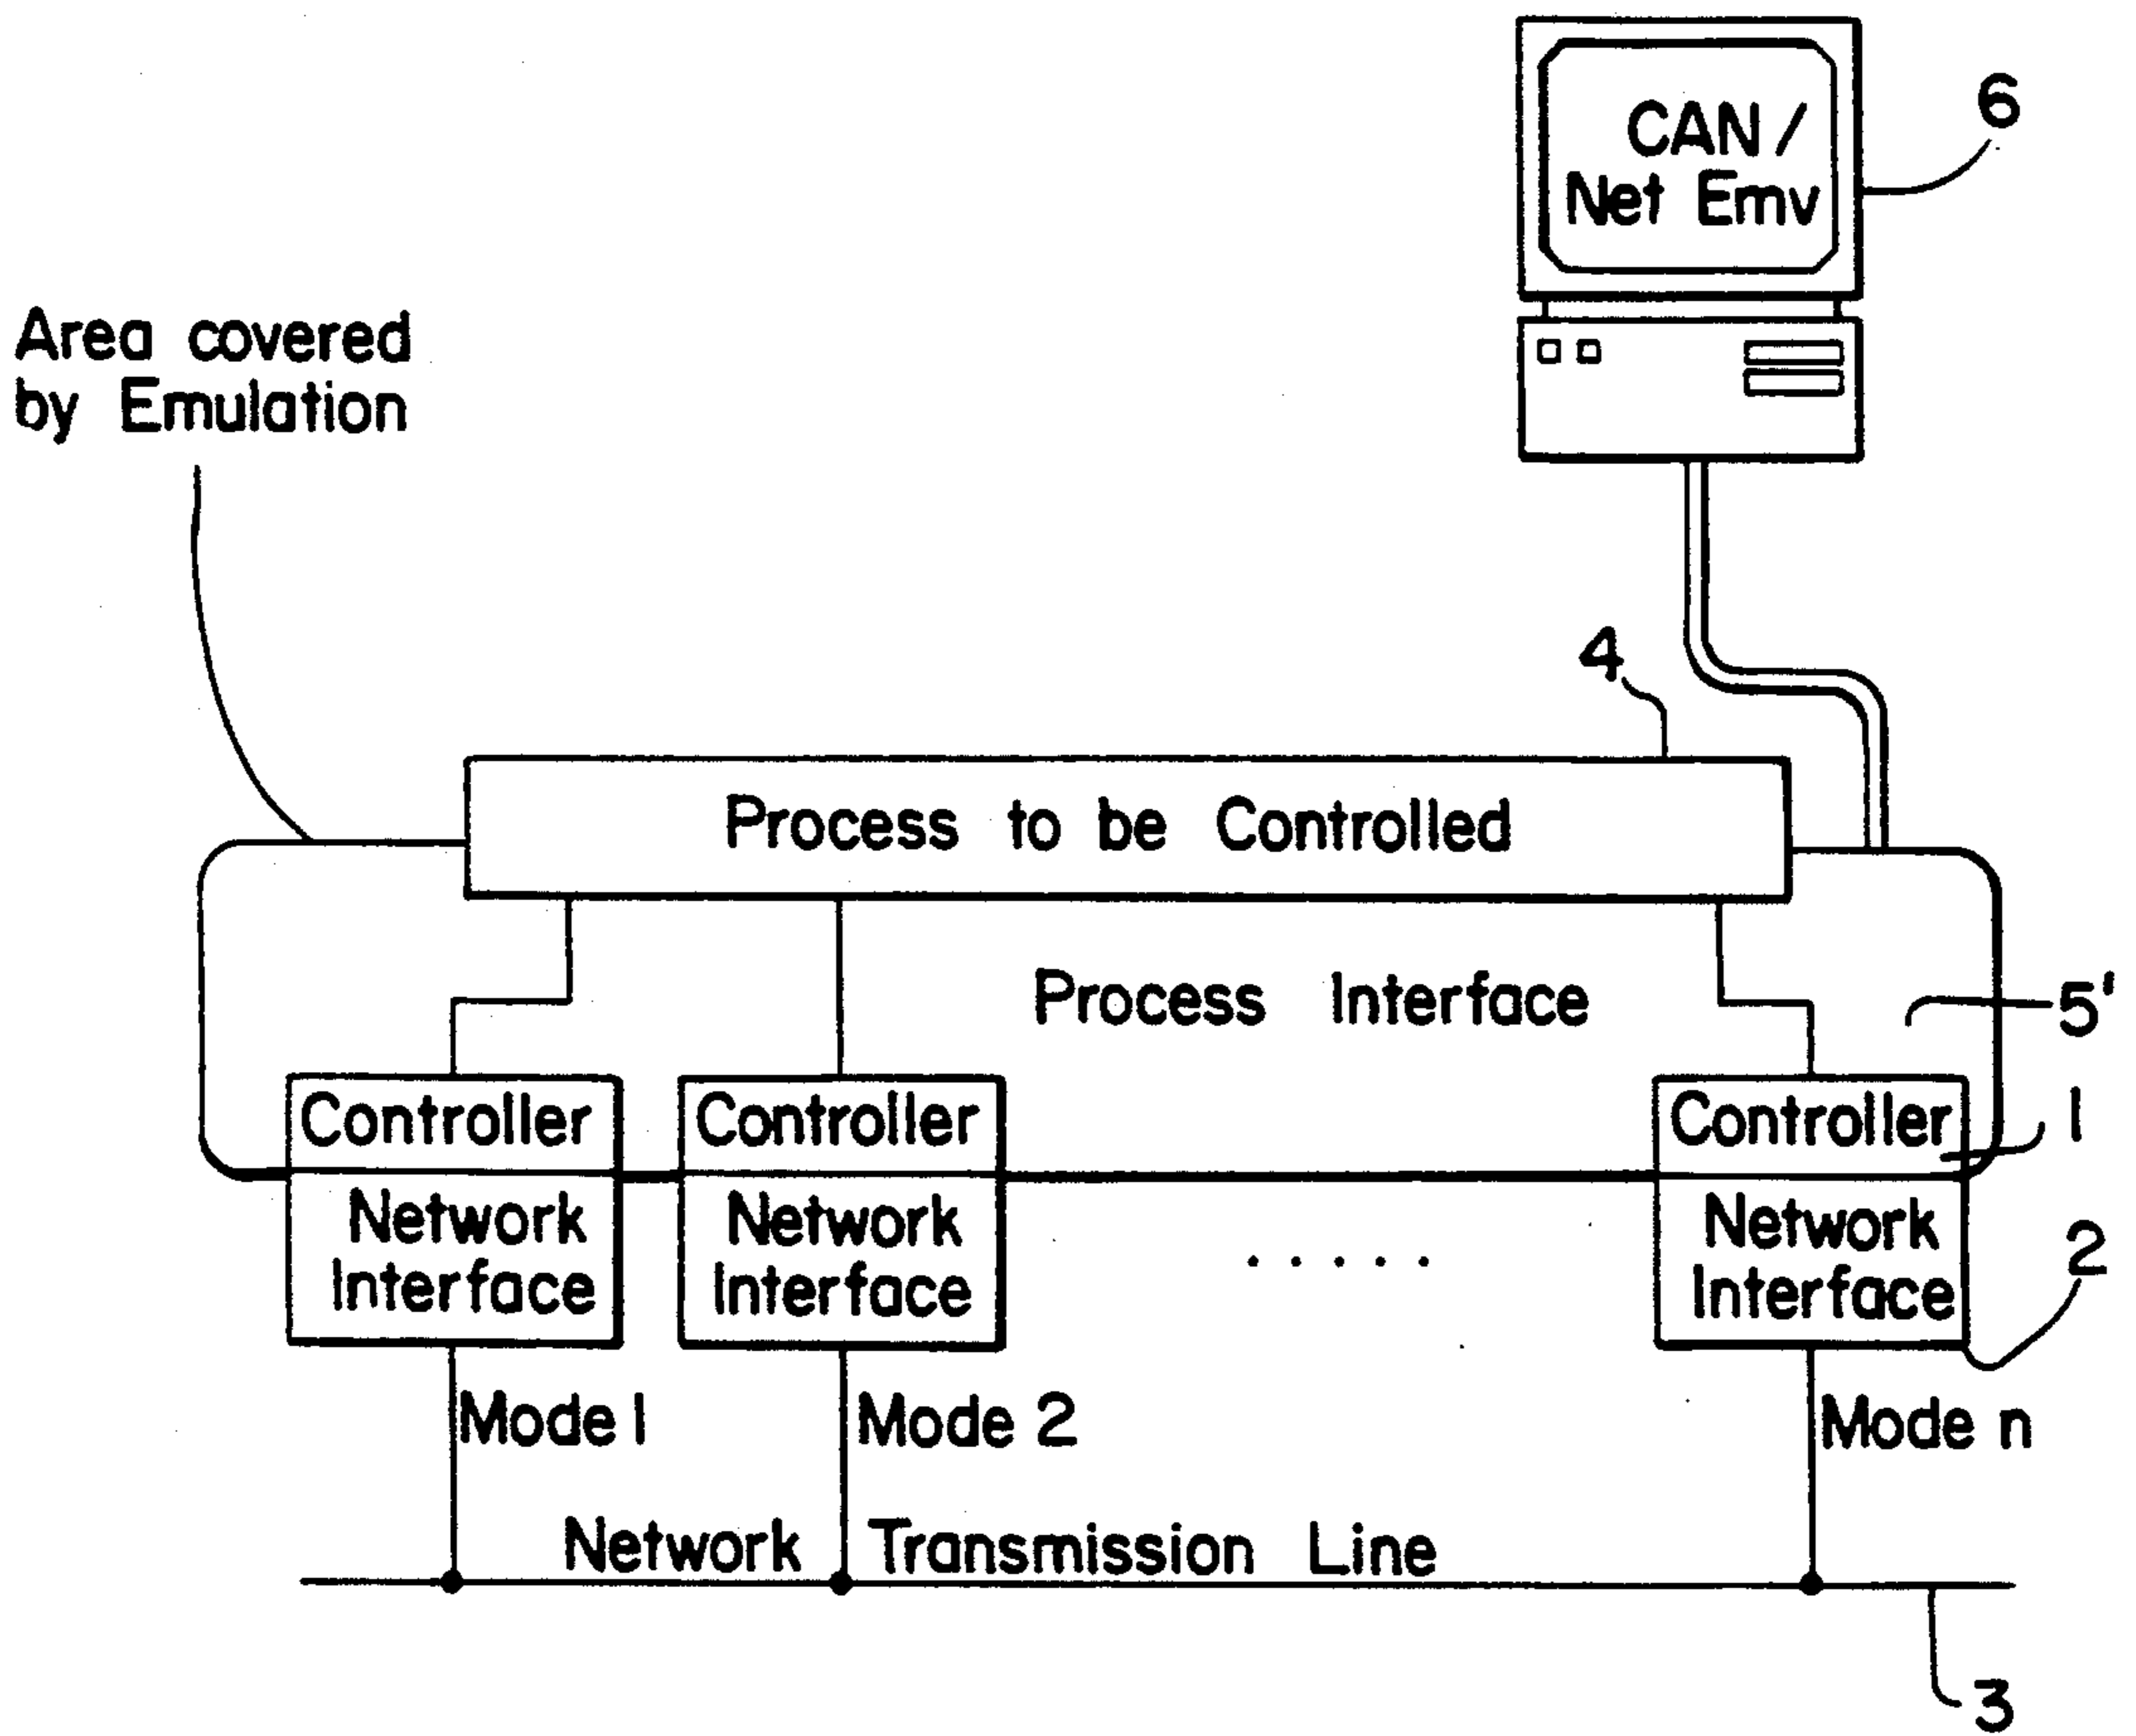 CAN /
Net Emv
6
Area covered
by Emulation
4
Process to be Controlled
Process Interface
5'
Controller
Controller
Controller
1
Network
Interface
Network
Interface
. . . . .
Network
Interface
2
Mode 1
Mode 2
Mode n
Network Transmission Line
3